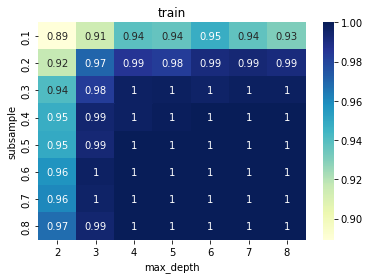 train
0.1 0.89 0.91 0.94 0.94 0.95 0.94 0.93
0.2 0.92 0.97 0.99 0.98 0.99 0.99 0.99
0.3 0.94 0.98 1 1 1 1 1
0.4 0.95 0.99 1 1 1 1 1
0.5 0.95 0.99 1 1 1 1 1
0.6 0.96 1 1 1 1 1 1
0.7 0.96 1 1 1 1 1 1
0.8 0.97 0.99 1 1 1 1 1
2 3 4 5 6 7 8
max_depth
subsample
1.00
0.98
0.96
0.94
0.92
0.90